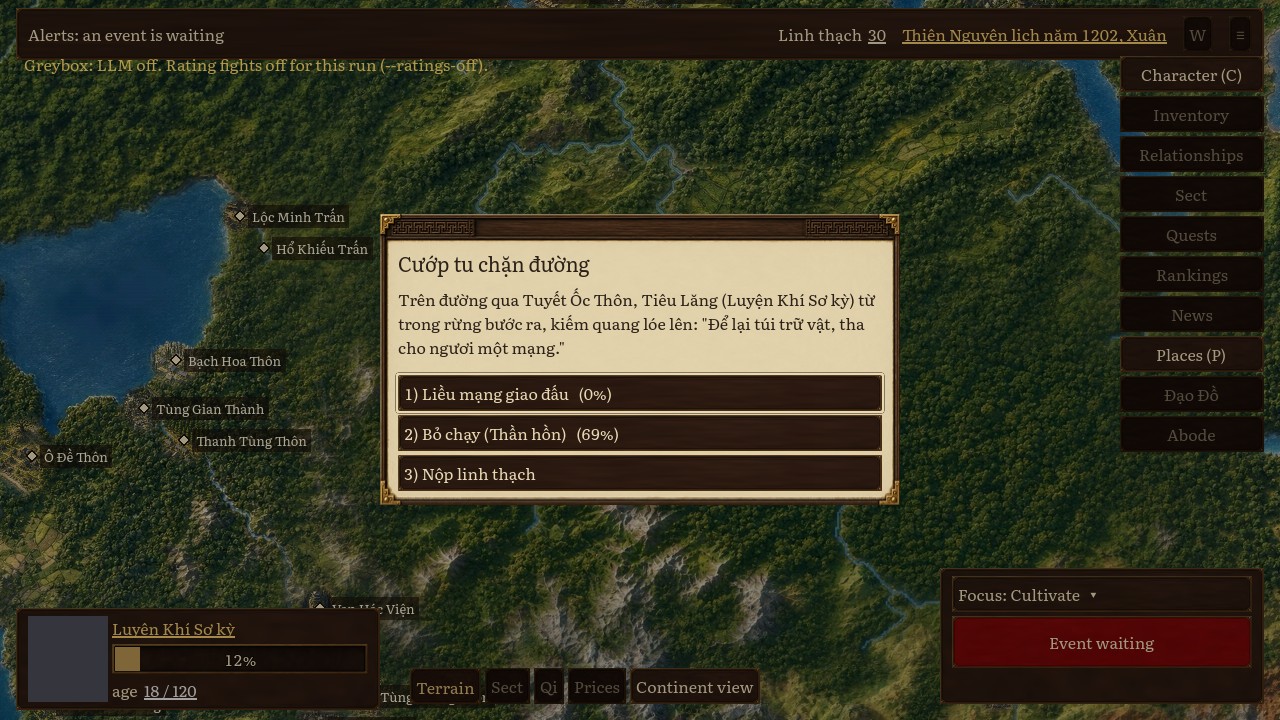 Alerts: an event is waiting
Linh thạch 30 Thiên Nguyên lịch năm 1202, Xuân W ≡
Greybox: LLM off. Rating fights off for this run (--ratings-off).
Character (C)
Inventory
Relationships
Sect
Quests
Rankings
News
Places (P)
Đạo Đồ
Abode
Lộc Minh Trấn
Hổ Khiếu Trấn
Bạch Hoa Thôn
Tùng Gian Thành
Thanh Tùng Thôn
Ô Đề Thôn
Cướp tu chặn đường
Trên đường qua Tuyết Ốc Thôn, Tiêu Lăng (Luyện Khí Sơ kỳ) từ
trong rừng bước ra, kiếm quang lóe lên: "Để lại túi trữ vật, tha
cho ngươi một mạng."
1) Liều mạng giao đấu (0%)
2) Bỏ chạy (Thần hồn) (69%)
3) Nộp linh thạch
Viện
Luyện Khí Sơ kỳ
12%
age 18 / 120
Tùng
Terrain Sect Qi Prices Continent view
Focus: Cultivate ▾
Event waiting